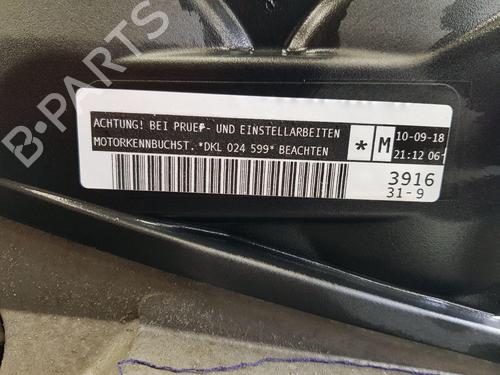 B-PARTS
ACHTUNG! BEI PRUEF- UND EINSTELLARBEITEN
MOTORKENNBUCHST. *DKL 024 599* BEACHTEN
* M
10-09-18
21:12 06
3916
31-9